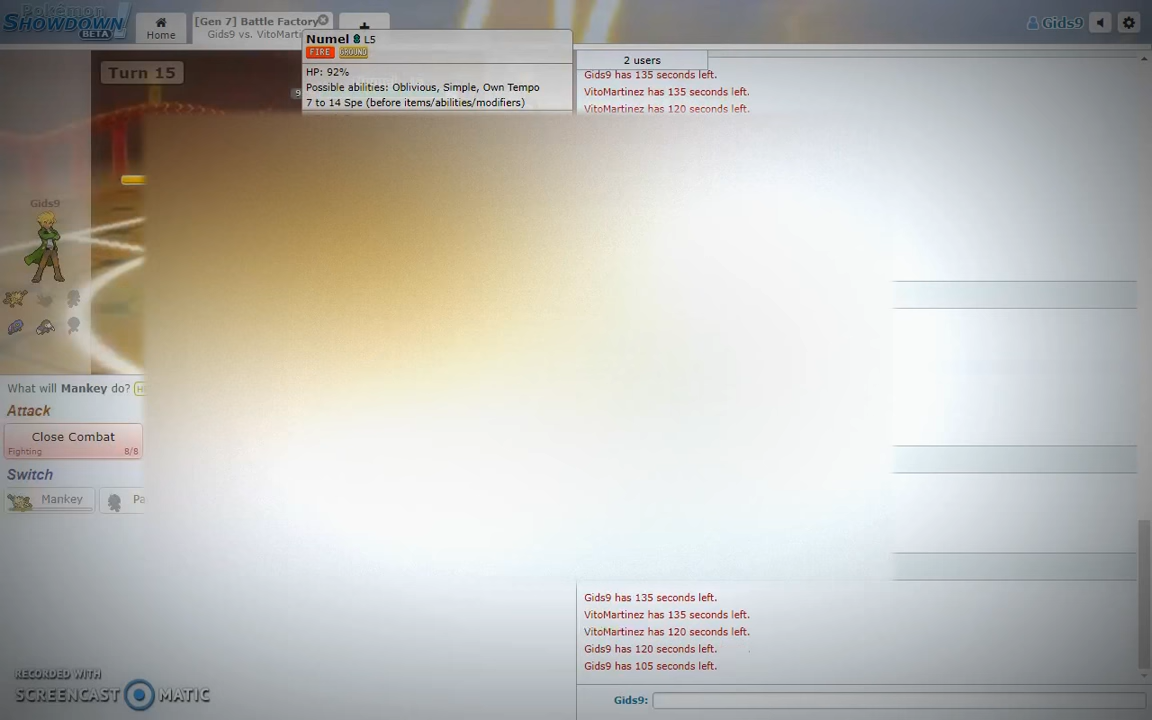 Pokémon
SHOWDOWN!
BETA
Home
[Gen 7] Battle Factory
Gids9 vs. VitoMart
+
Gids9
Numel L5
FIRE GROUND
HP: 92%
Possible abilities: Oblivious, Simple, Own Tempo
7 to 14 Spe (before items/abilities/modifiers)
Turn 15
2 users
Gids9 has 135 seconds left.
VitoMartinez has 135 seconds left.
VitoMartinez has 120 seconds left.
Gids9
What will Mankey do?
Attack
Close Combat
Fighting 8/8
Switch
Mankey
Pa
Gids9 has 135 seconds left.
VitoMartinez has 135 seconds left.
VitoMartinez has 120 seconds left.
Gids9 has 120 seconds left.
Gids9 has 105 seconds left.
Gids9:
RECORDED WITH
SCREENCAST MATIC